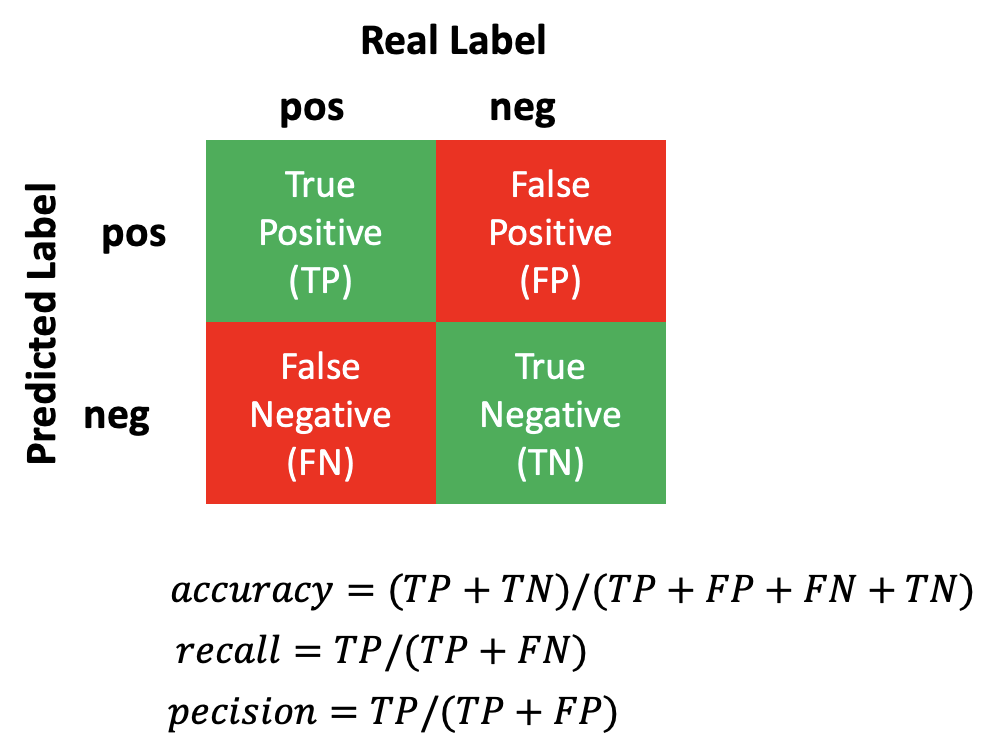 Real Label
pos neg
Predicted Label
pos
True
Positive
(TP)
False
Positive
(FP)
neg
False
Negative
(FN)
True
Negative
(TN)
accuracy = (TP + TN)/(TP + FP + FN + TN)
recall = TP/(TP + FN)
pecision = TP/(TP + FP)